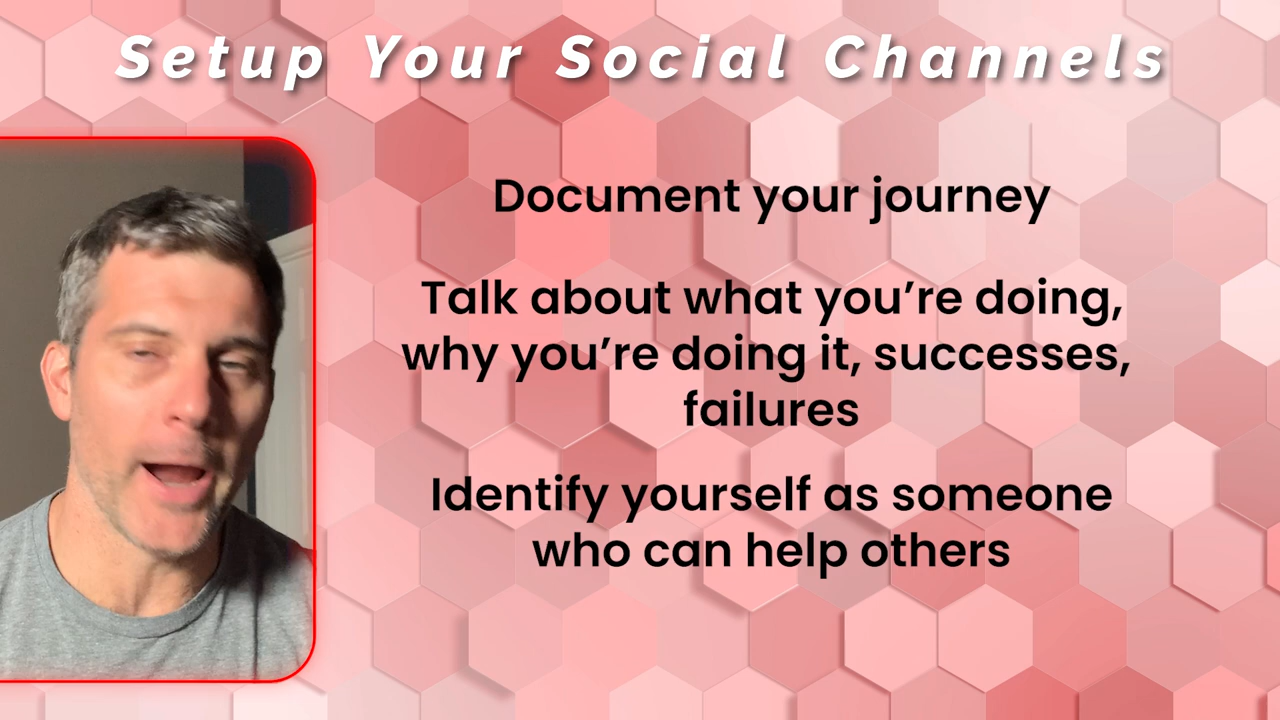 Setup Your Social Channels
Document your journey
Talk about what you’re doing,
why you’re doing it, successes,
failures
Identify yourself as someone
who can help others